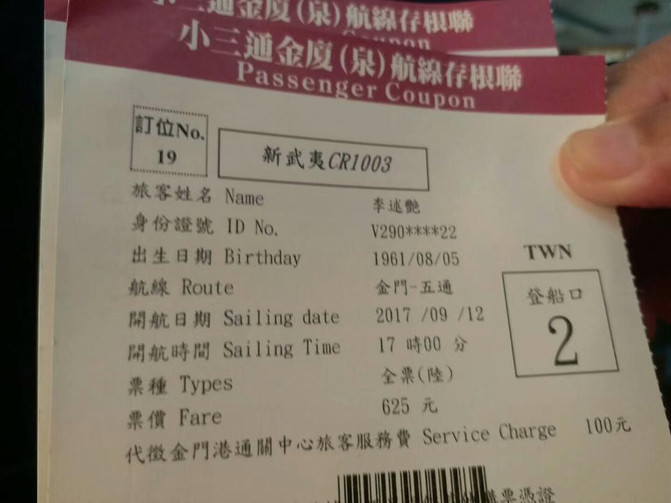 小三通金廈(泉)航線存根聯
Coupon
小三通金廈(泉)航線存根聯
Passenger Coupon
訂位No.
19
新武夷CR1003
旅客姓名 Name 李述艷
身份證號 ID No. V290****22
出生日期 Birthday 1961/08/05
TWN
航線 Route 金門-五通
登船口
2
開航日期 Sailing date 2017 /09 /12
開航時間 Sailing Time 17 時00 分
票種 Types 全票(陸)
票價 Fare 625 元
代徵金門港通關中心旅客服務費 Service Charge 100元
購票憑證